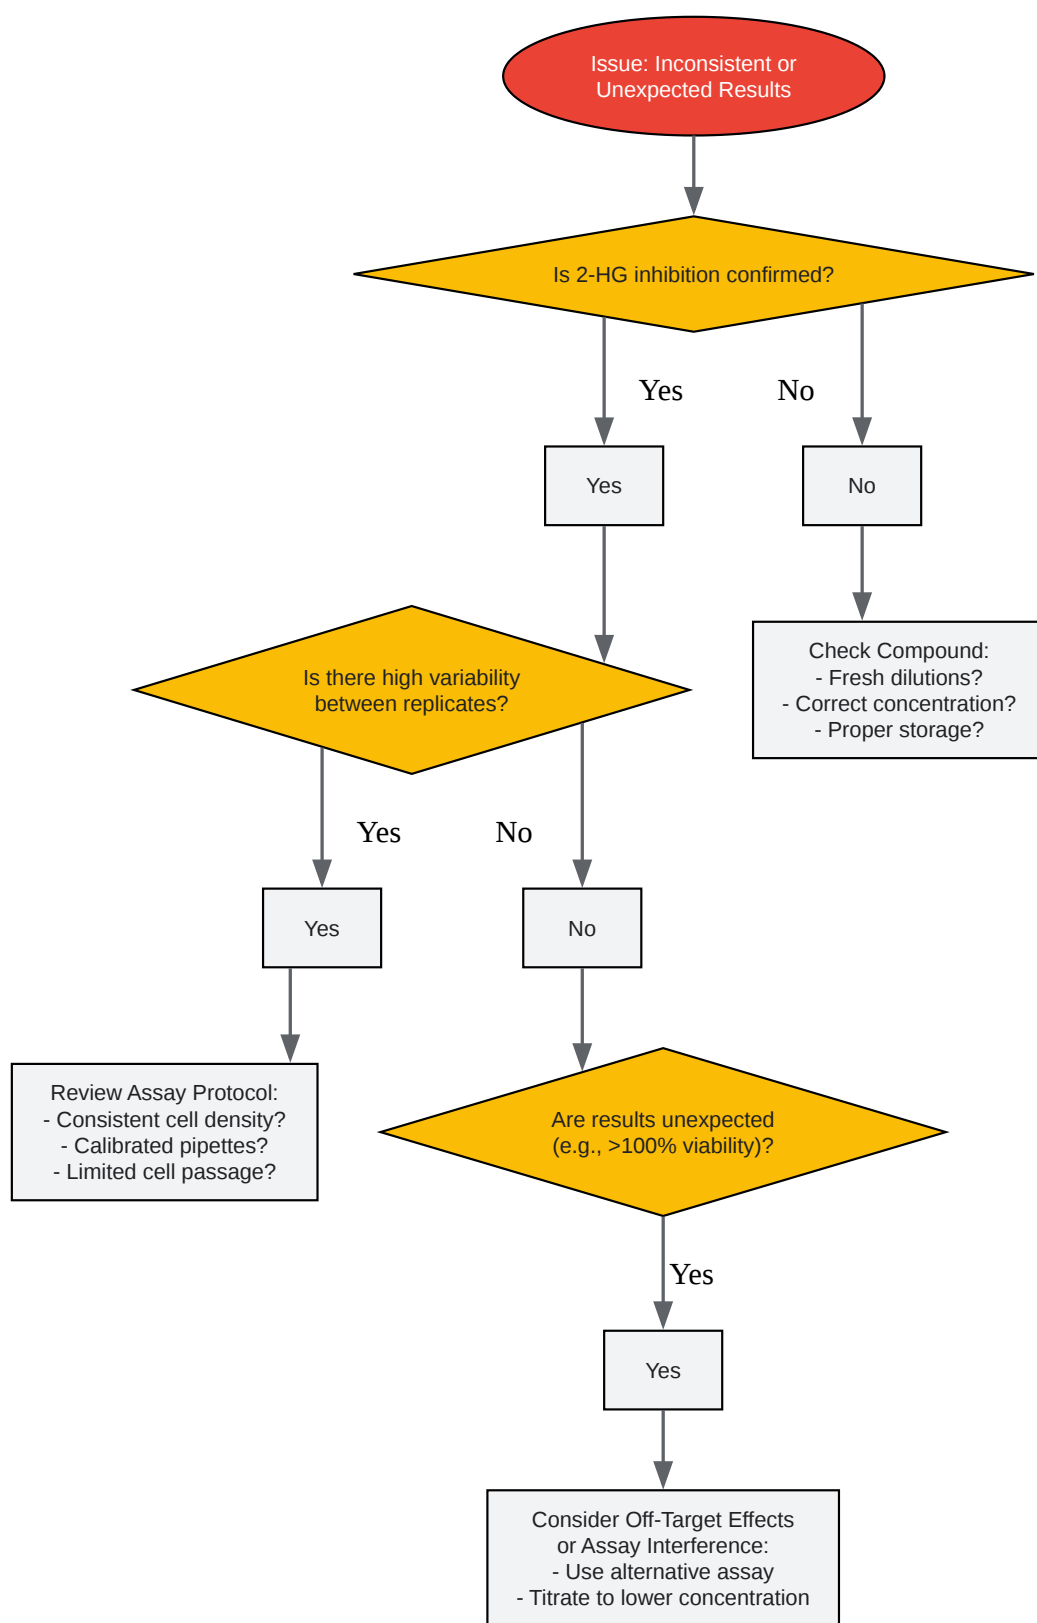 Issue: Inconsistent or
Unexpected Results
Is 2-HG inhibition confirmed?
Yes
No
Yes
No
Check Compound:
- Fresh dilutions?
- Correct concentration?
- Proper storage?
Is there high variability
between replicates?
Yes
No
Yes
No
Review Assay Protocol:
- Consistent cell density?
- Calibrated pipettes?
- Limited cell passage?
Are results unexpected
(e.g., >100% viability)?
Yes
Yes
Consider Off-Target Effects
or Assay Interference:
- Use alternative assay
- Titrate to lower concentration